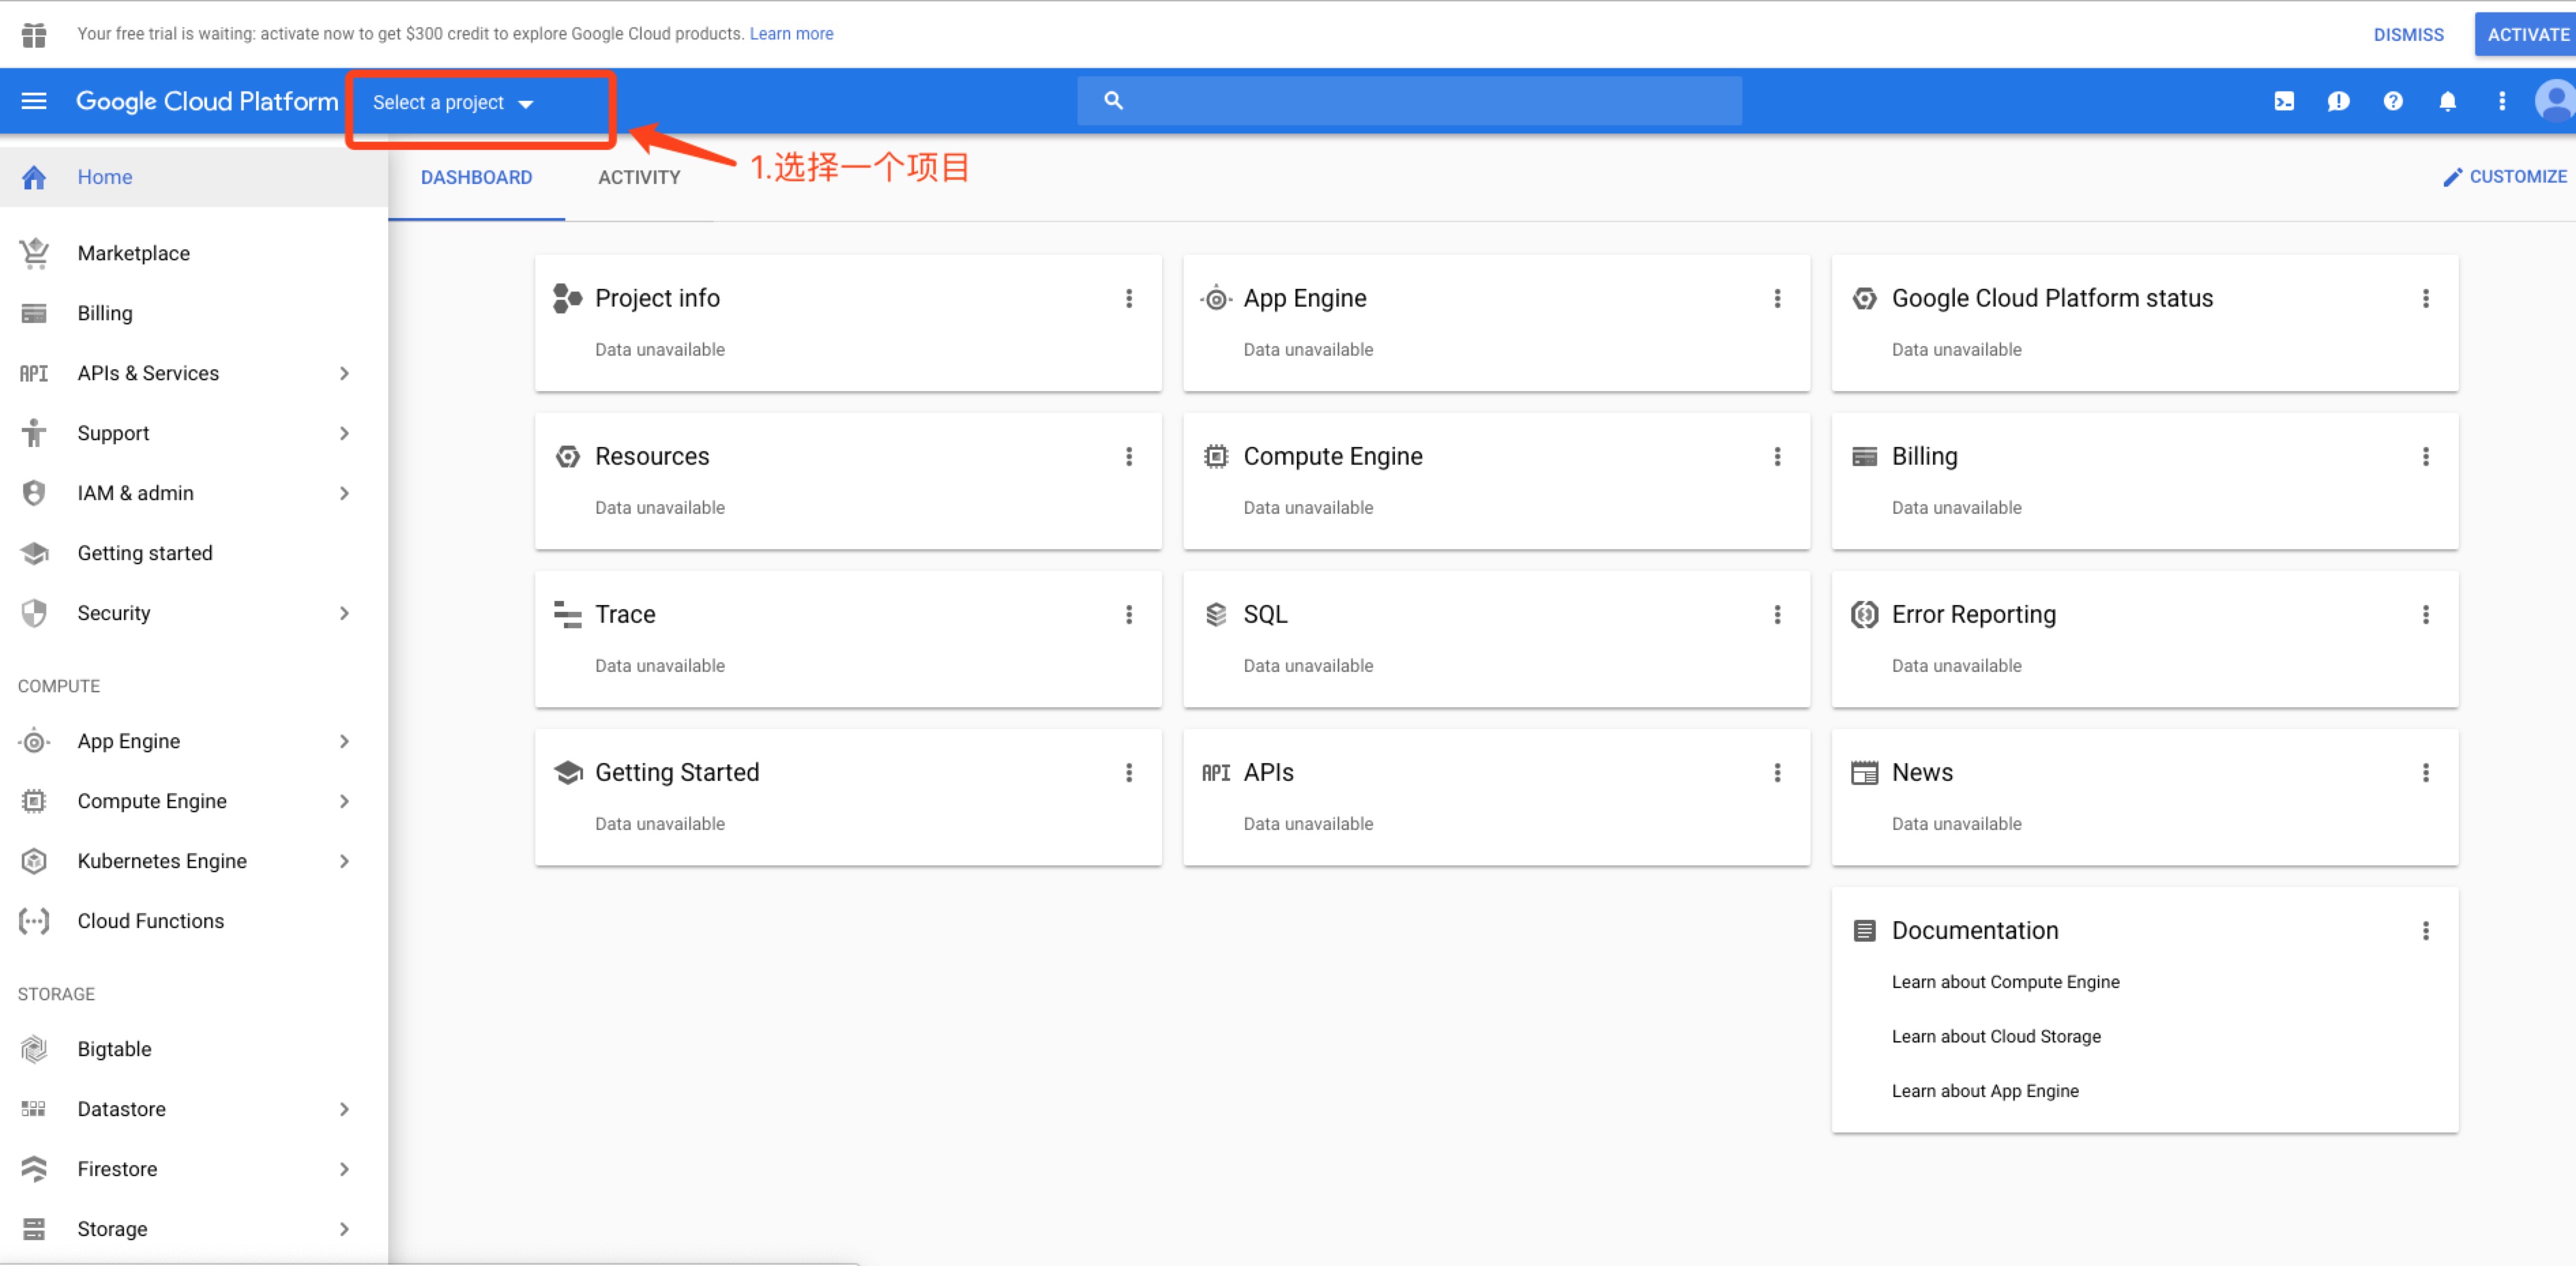 Your free trial is waiting: activate now to get $300 credit to explore Google Cloud products. Learn more
DISMISS
ACTIVATE
Google Cloud Platform
Select a project
1.选择一个项目
Home
DASHBOARD
ACTIVITY
CUSTOMIZE
Marketplace
Billing
API APIs & Services
Support
IAM & admin
Getting started
Security
COMPUTE
App Engine
Compute Engine
Kubernetes Engine
Cloud Functions
STORAGE
Bigtable
Datastore
Firestore
Storage
Project info
Data unavailable
App Engine
Data unavailable
Google Cloud Platform status
Data unavailable
Resources
Data unavailable
Compute Engine
Data unavailable
Billing
Data unavailable
Trace
Data unavailable
SQL
Data unavailable
Error Reporting
Data unavailable
Getting Started
Data unavailable
API APIs
Data unavailable
News
Data unavailable
Documentation
Learn about Compute Engine
Learn about Cloud Storage
Learn about App Engine